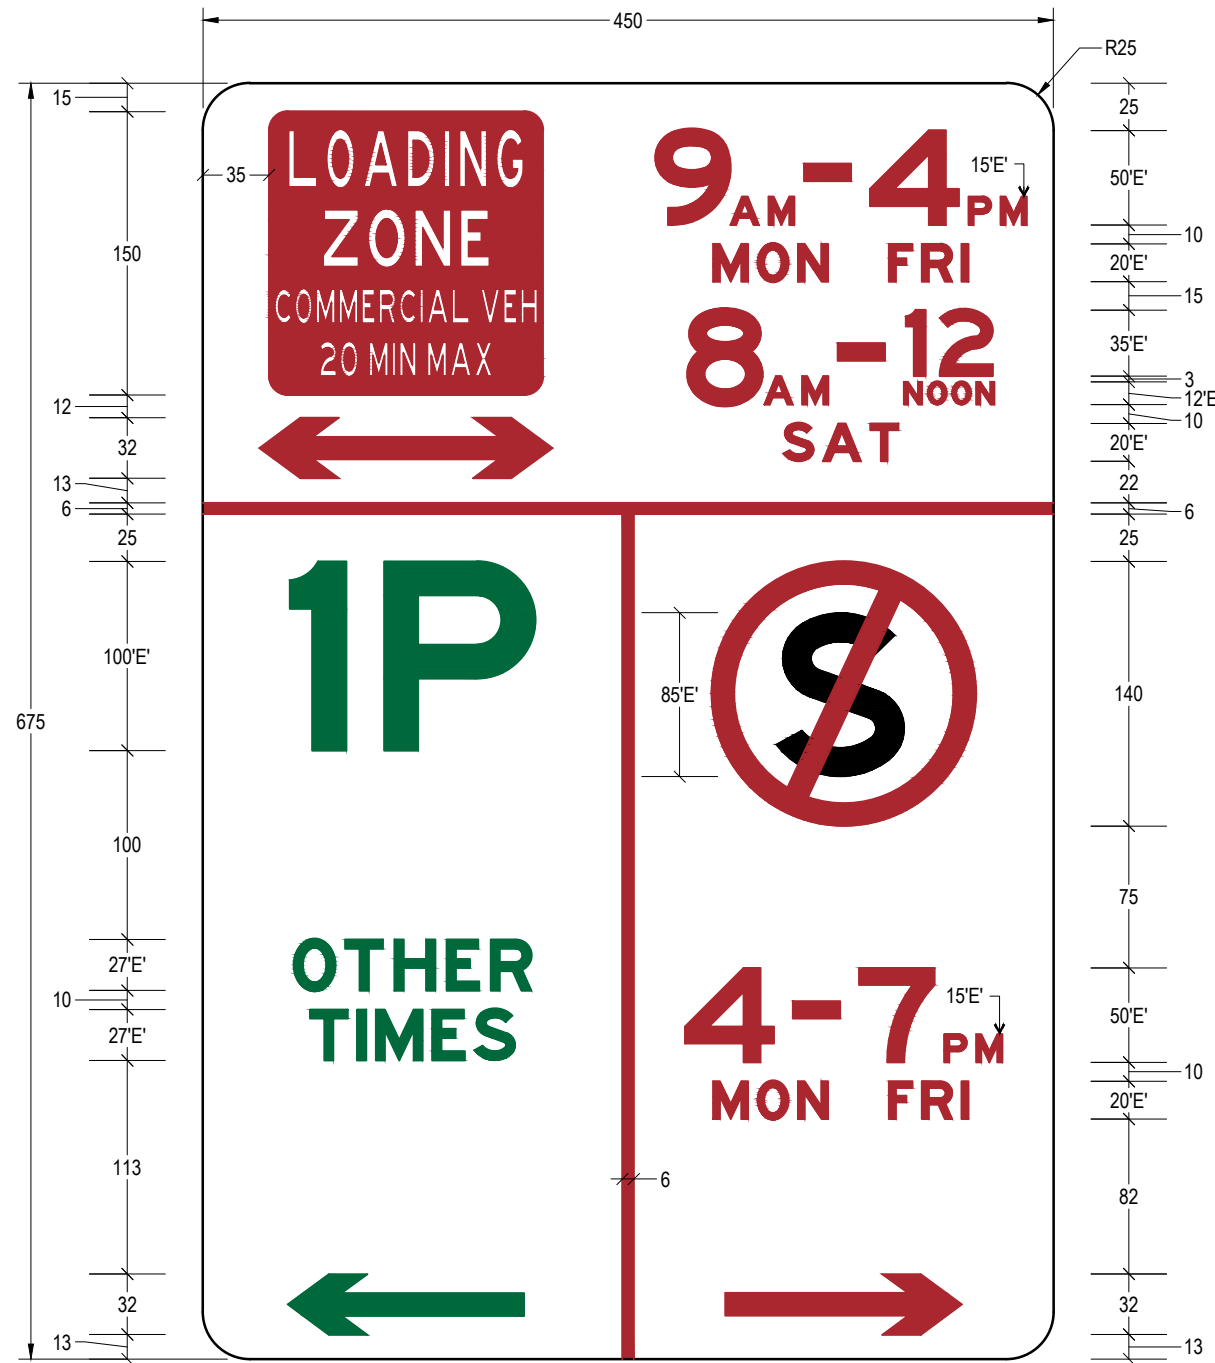 450
R25
15
35
150
12
32
13
6
25
100'E'
675
100
27'E'
10
27'E'
113
32
13
LOADING
ZONE
COMMERCIAL VEH
20 MIN MAX
9AM-4PM
15'E'
MON FRI
8AM-12
NOON
SAT
1P
OTHER
TIMES
S
85'E'
4-7PM
15'E'
MON FRI
6
25
50'E'
10
20'E'
15
35'E'
3
12'E
10
20'E'
22
6
25
140
75
50'E'
10
20'E'
82
32
13